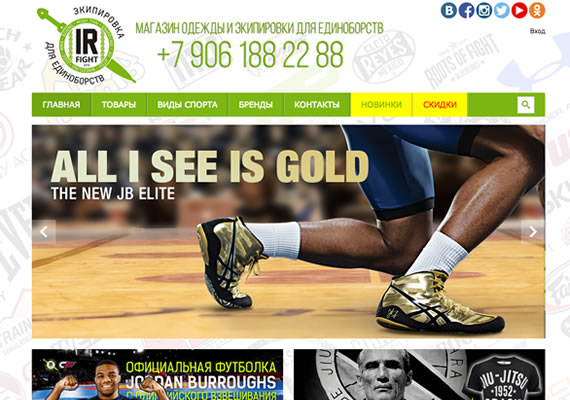 ЭКИПИРОВКА
IR
FIGHT
ДЛЯ ЕДИНОБОРСТВ
МАГАЗИН ОДЕЖДЫ И ЭКИПИРОВКИ ДЛЯ ЕДИНОБОРСТВ
+7 906 188 22 88
Вход
ГЛАВНАЯ ТОВАРЫ ВИДЫ СПОРТА БРЕНДЫ КОНТАКТЫ НОВИНКИ СКИДКИ
ALL I SEE IS GOLD
THE NEW JB ELITE
ОФИЦИАЛЬНАЯ ФУТБОЛКА
JORDAN BURROUGHS
С ОЛИМПИЙСКОГО ВЗВЕШИВАНИЯ
JIU-JITSU
1952